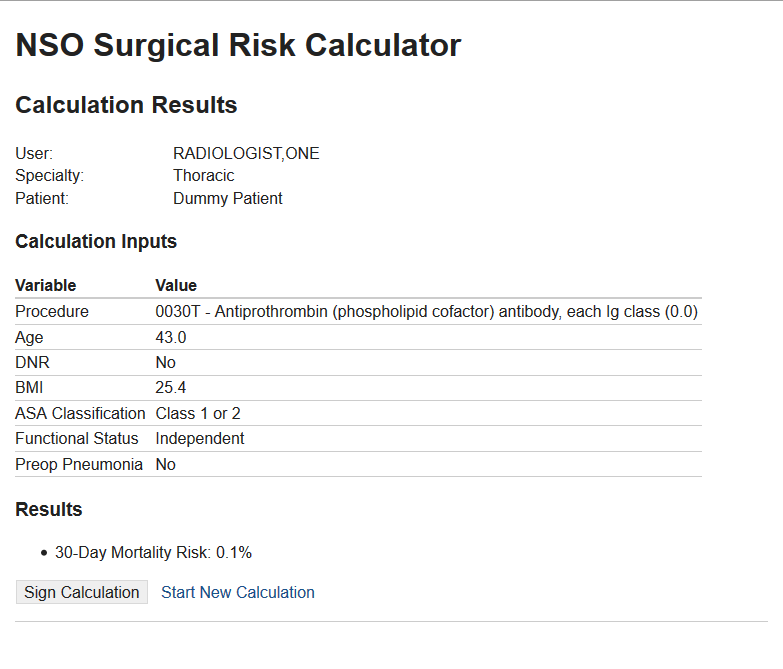 NSO Surgical Risk Calculator
Calculation Results
User: RADIOLOGIST,ONE
Specialty: Thoracic
Patient: Dummy Patient
Calculation Inputs
Variable Value
Procedure 0030T - Antiprothrombin (phospholipid cofactor) antibody, each Ig class (0.0)
Age 43.0
DNR No
BMI 25.4
ASA Classification Class 1 or 2
Functional Status Independent
Preop Pneumonia No
Results
• 30-Day Mortality Risk: 0.1%
Sign Calculation Start New Calculation